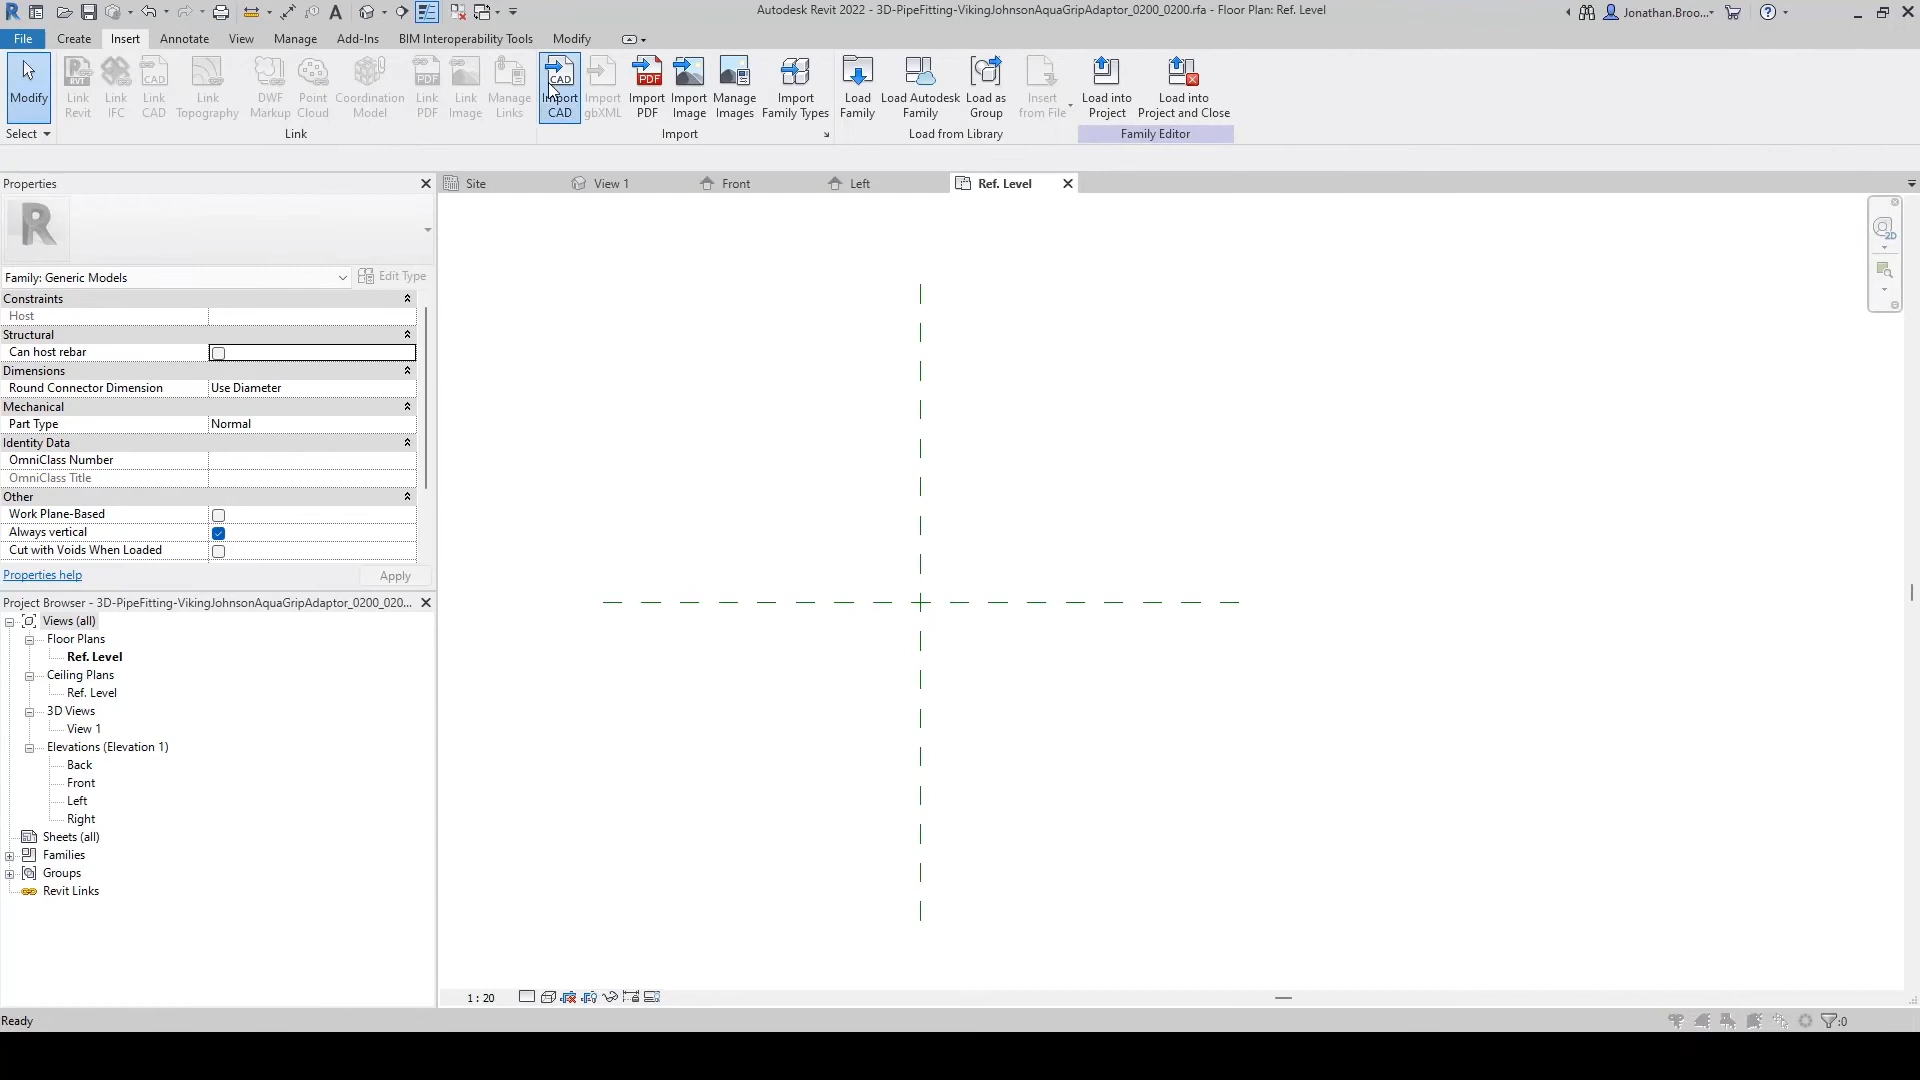 Autodesk Revit 2022 - 3D-PipeFitting-VikingJohnsonAquaGripAdaptor_0200_0200.rfa - Floor Plan: Ref. Level
Jonathan.Broo...
File Create Insert Annotate View Manage Add-Ins BIM Interoperability Tools Modify
Modify
Link Revit
Link IFC
Link CAD
Link Topography
DWF Markup
Point Cloud
Coordination Model
Link PDF
Link Image
Manage Links
Import CAD
Import gbXML
Import PDF
Import Image
Manage Images
Import Family Types
Load Family
Load Autodesk Family
Load as Group
Insert from File
Load into Project
Load into Project and Close
Select Link Import Load from Library Family Editor
Properties
Site View 1 Front Left Ref. Level
Family: Generic Models Edit Type
Constraints
Host
Structural
Can host rebar
Dimensions
Round Connector Dimension Use Diameter
Mechanical
Part Type Normal
Identity Data
OmniClass Number
OmniClass Title
Other
Work Plane-Based
Always vertical
Cut with Voids When Loaded
Properties help Apply
Project Browser - 3D-PipeFitting-VikingJohnsonAquaGripAdaptor_0200_020...
Views (all)
Floor Plans
Ref. Level
Ceiling Plans
Ref. Level
3D Views
View 1
Elevations (Elevation 1)
Back
Front
Left
Right
Sheets (all)
Families
Groups
Revit Links
1 : 20
Ready
:0